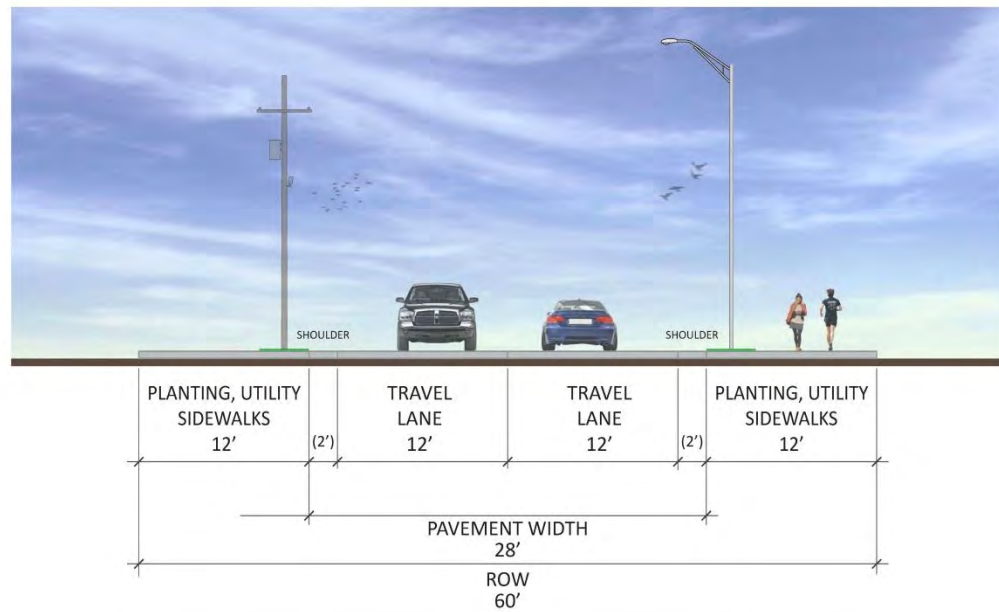 SHOULDER
SHOULDER
PLANTING, UTILITY
SIDEWALKS
12'
(2')
TRAVEL
LANE
12'
TRAVEL
LANE
12'
(2')
PLANTING, UTILITY
SIDEWALKS
12'
PAVEMENT WIDTH
28'
ROW
60'